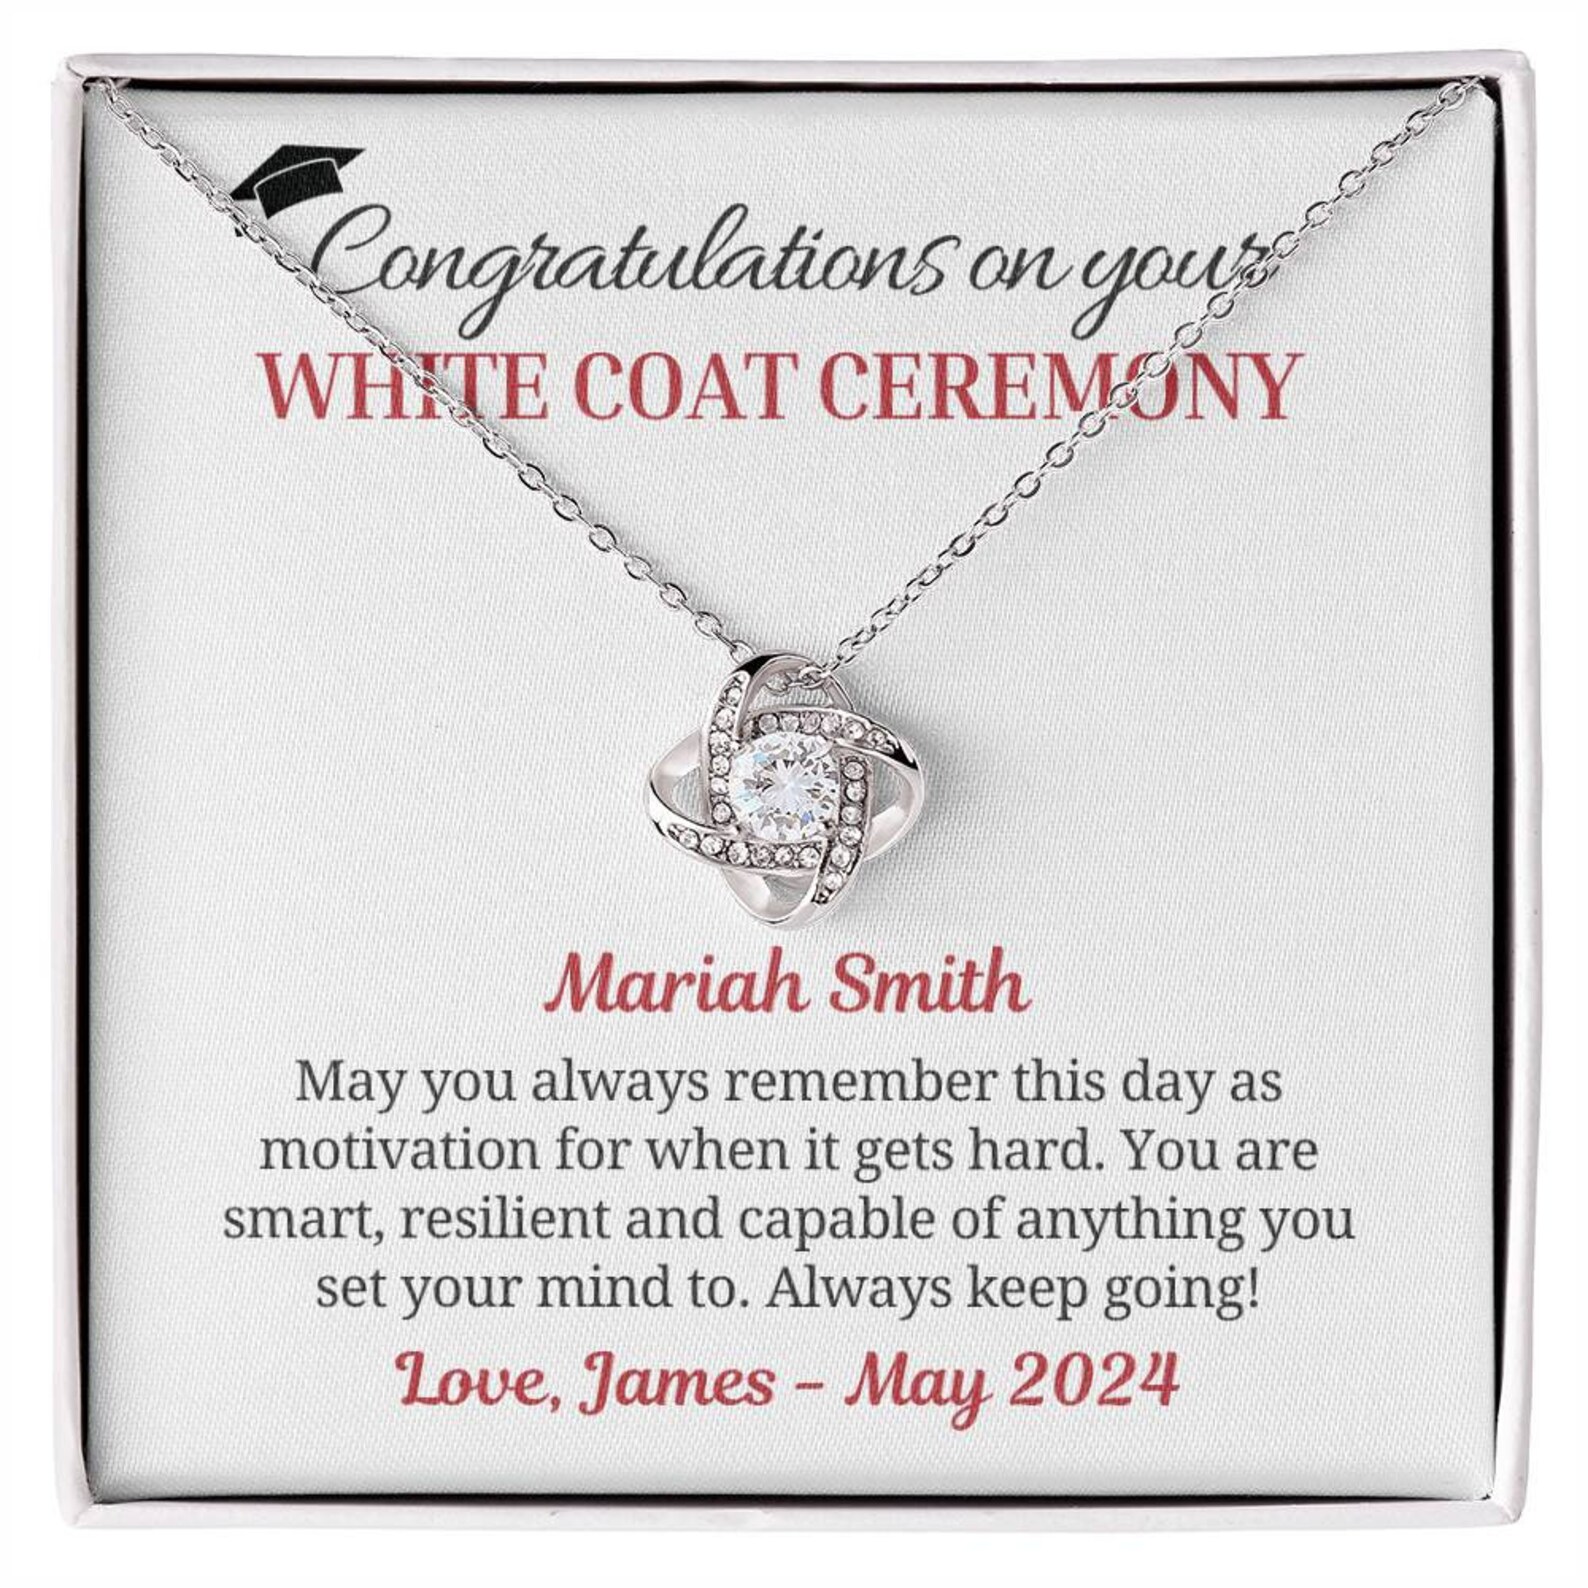 Congratulations on your
WHITE COAT CEREMONY
Mariah Smith
May you always remember this day as
motivation for when it gets hard. You are
smart, resilient and capable of anything you
set your mind to. Always keep going!
Love, James – May 2024